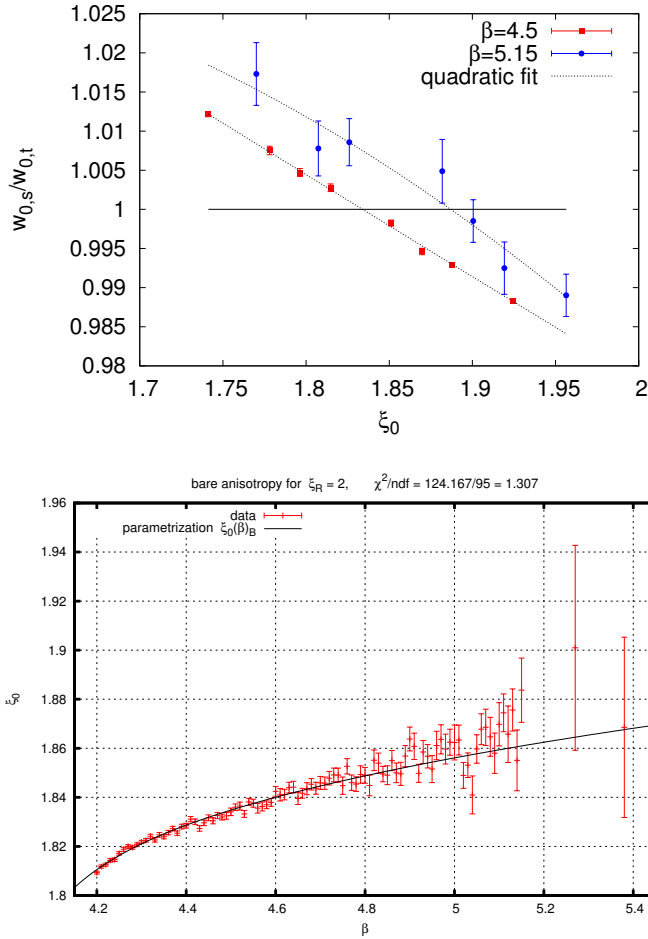 1.025
1.02
1.015
1.01
1.005
1
0.995
0.99
0.985
0.98
w0,s/w0,t
β=4.5
β=5.15
quadratic fit
1.7 1.75 1.8 1.85 1.9 1.95 2
ξ0
bare anisotropy for ξR = 2, χ2/ndf = 124.167/95 = 1.307
1.96
1.94
1.92
1.9
1.88
1.86
1.84
1.82
1.8
ξ0
data
parametrization ξ0(β)B
4.2 4.4 4.6 4.8 5 5.2 5.4
β